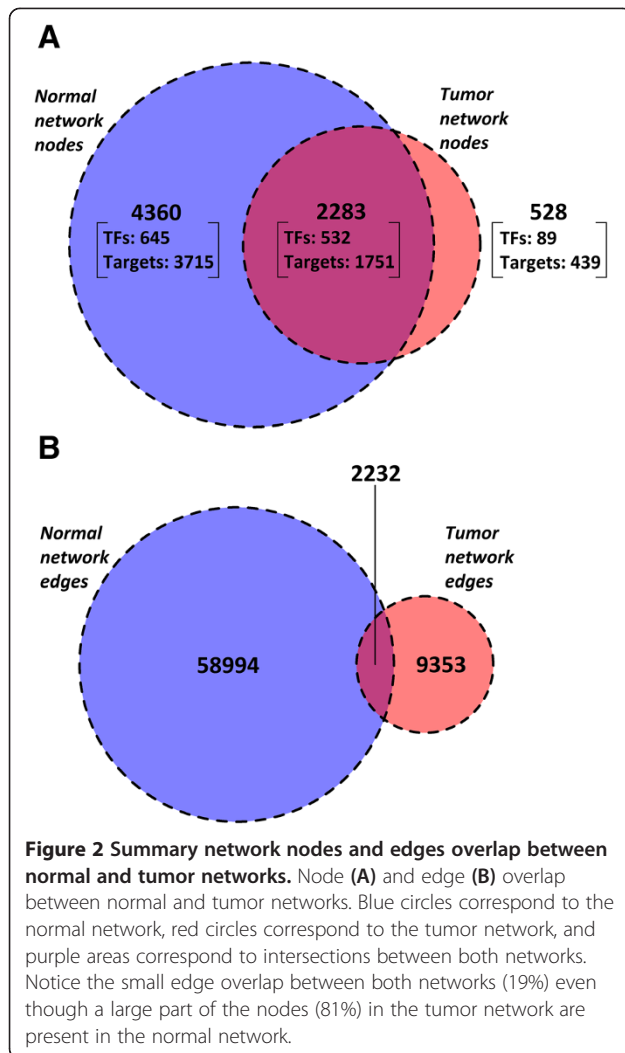 A
Normal
network
nodes
Tumor
network
nodes
4360
TFs: 645
Targets: 3715
2283
TFs: 532
Targets: 1751
528
TFs: 89
Targets: 439
B
2232
Normal
network
edges
Tumor
network
edges
58994
9353
Figure 2 Summary network nodes and edges overlap between
normal and tumor networks. Node (A) and edge (B) overlap
between normal and tumor networks. Blue circles correspond to the
normal network, red circles correspond to the tumor network, and
purple areas correspond to intersections between both networks.
Notice the small edge overlap between both networks (19%) even
though a large part of the nodes (81%) in the tumor network are
present in the normal network.